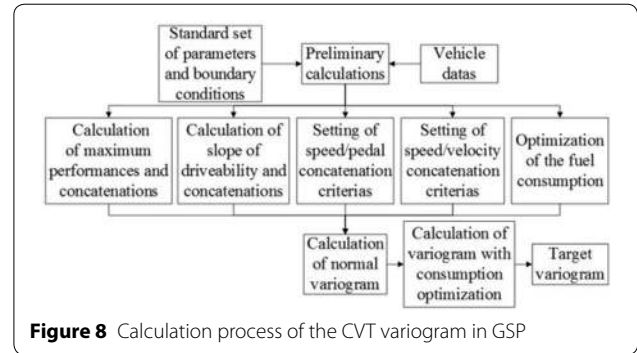 Standard set
of parameters
and boundary
conditions
Preliminary
calculations
Vehicle
datas
Calculation
of maximum
performances and
concatenations
Calculation of
slope of
driveability and
concatenations
Setting of
speed/pedal
concatenation
criterias
Setting of
speed/velocity
concatenation
criterias
Optimization
of the fuel
consumption
Calculation
of normal
variogram
Calculation of
variogram with
consumption
optimization
Target
variogram
Figure 8 Calculation process of the CVT variogram in GSP